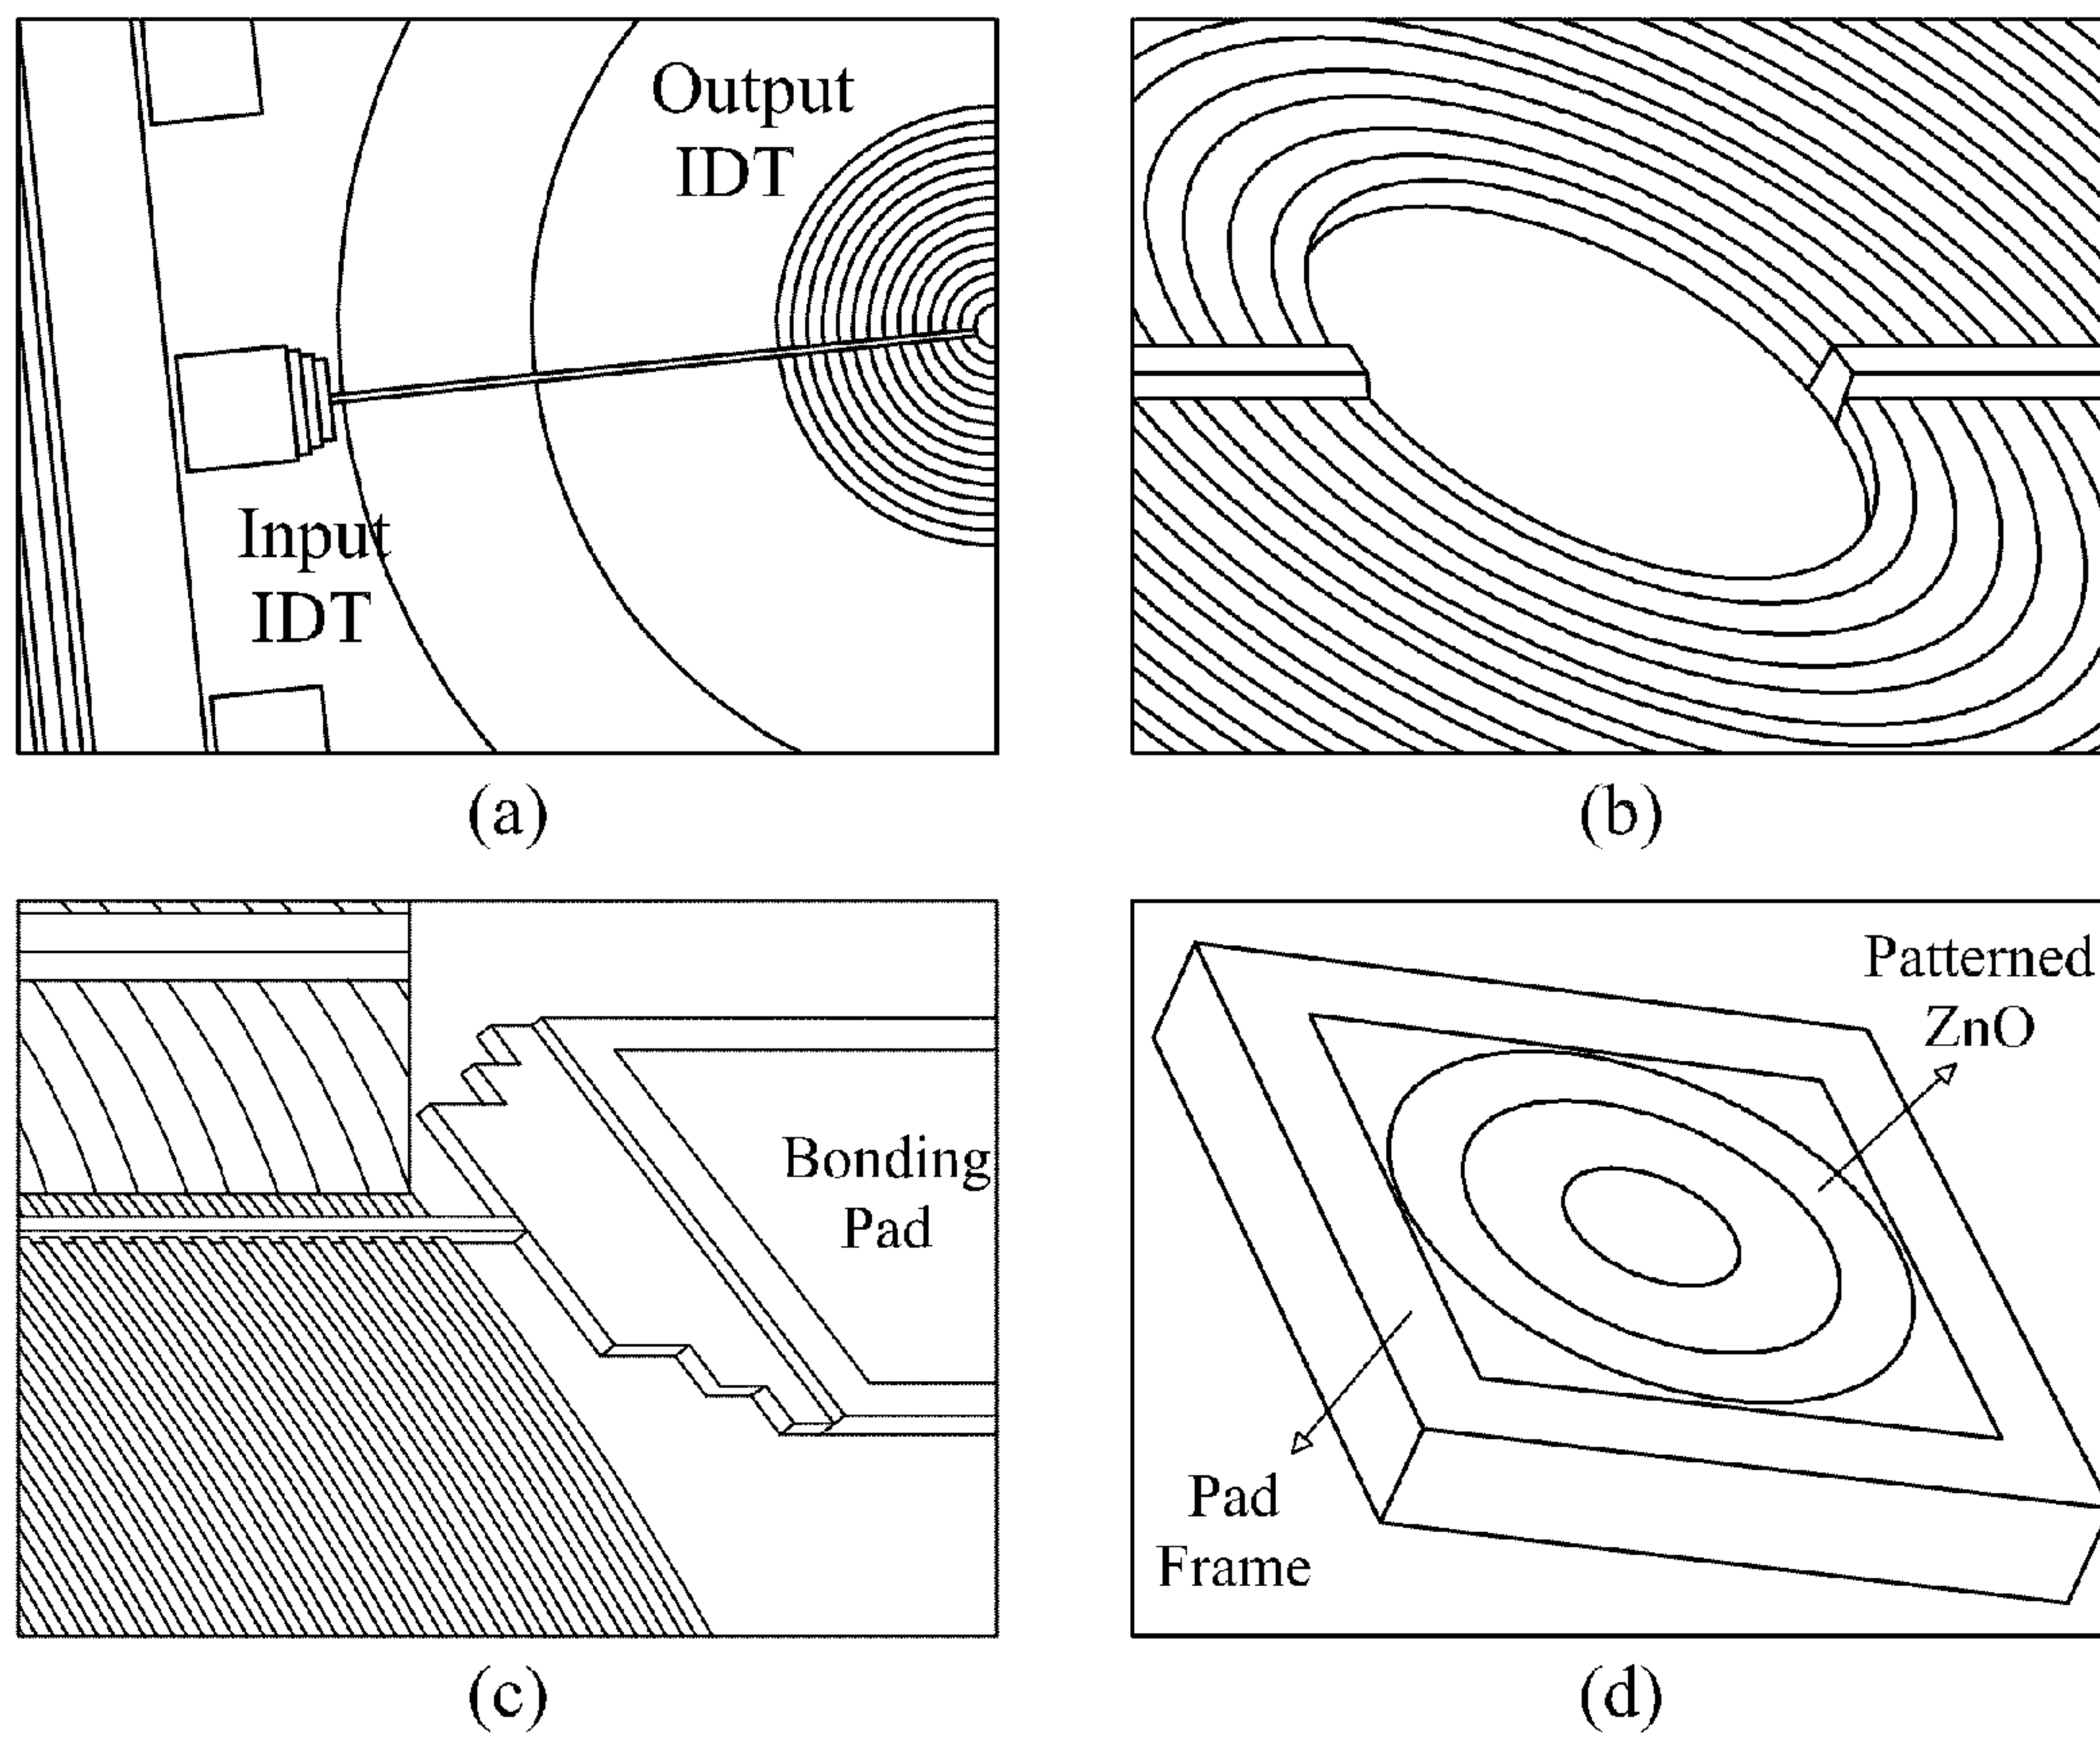 Output
IDT
Input
IDT
(a)
(b)
Bonding
Pad
(c)
Patterned
ZnO
Pad
Frame
(d)